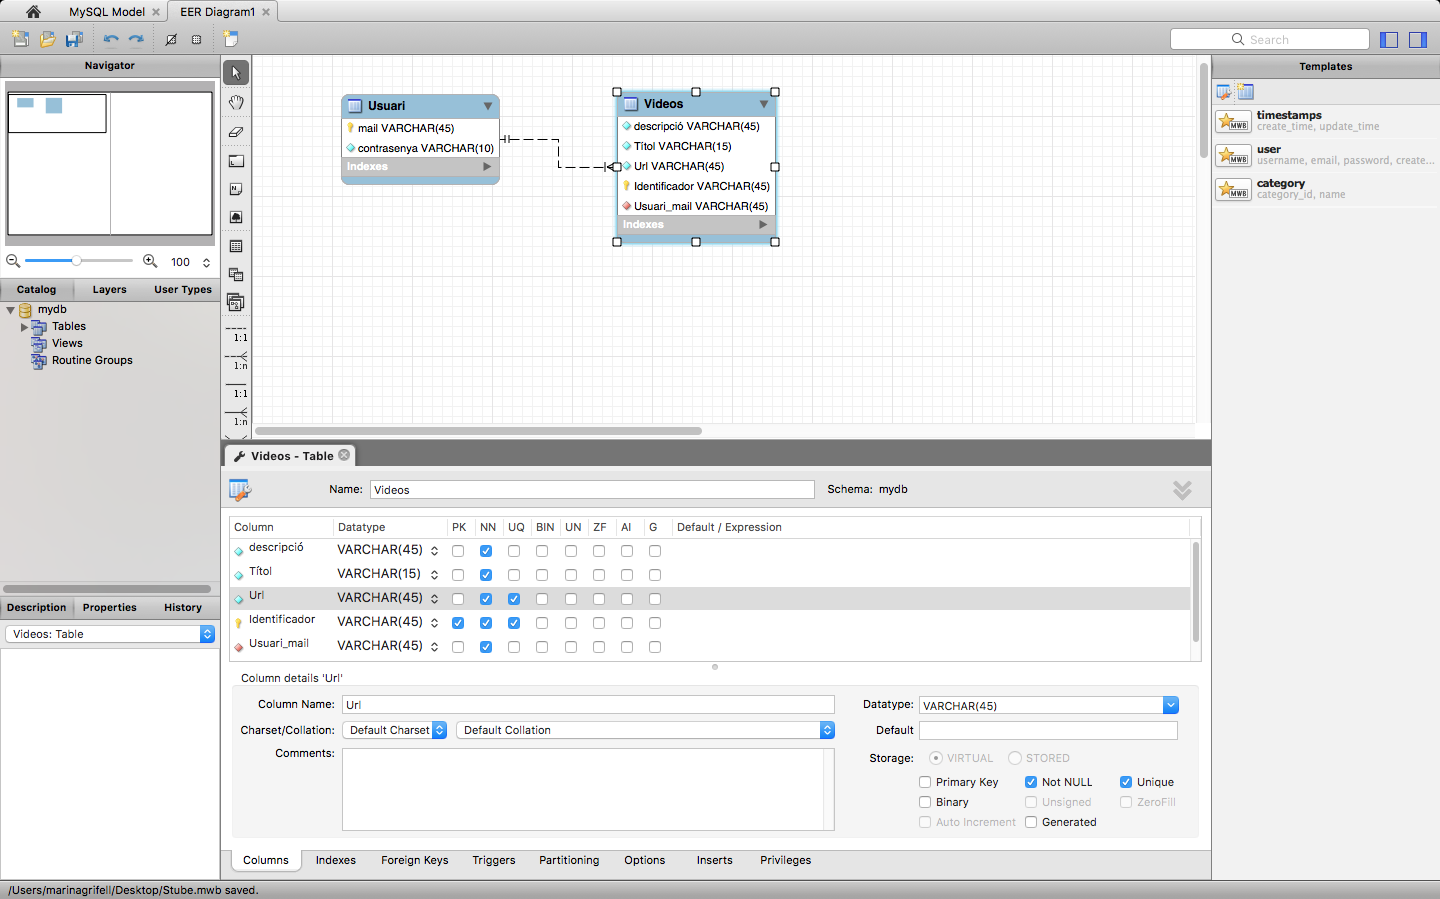 MySQL Model
EER Diagram1
Search
Navigator
100
Catalog Layers User Types
mydb
Tables
Views
Routine Groups
Description Properties History
Videos: Table
1:1
1:n
1:1
1:n
Usuari
mail VARCHAR(45)
contrasenya VARCHAR(10)
Indexes
Videos
descripció VARCHAR(45)
Títol VARCHAR(15)
Url VARCHAR(45)
Identificador VARCHAR(45)
Usuari_mail VARCHAR(45)
Indexes
Templates
MWB
timestamps
create_time, update_time
MWB
user
username, email, password, create...
MWB
category
category_id, name
Videos - Table
Name: Videos Schema: mydb
Column Datatype PK NN UQ BIN UN ZF AI G Default / Expression
descripció VARCHAR(45)
Títol VARCHAR(15)
Url VARCHAR(45)
Identificador VARCHAR(45)
Usuari_mail VARCHAR(45)
Column details 'Url'
Column Name: Url
Charset/Collation: Default Charset Default Collation
Comments:
Datatype: VARCHAR(45)
Default
Storage: VIRTUAL STORED
Primary Key Not NULL Unique
Binary Unsigned ZeroFill
Auto Increment Generated
Columns Indexes Foreign Keys Triggers Partitioning Options Inserts Privileges
/Users/marinagrifell/Desktop/Stube.mwb saved.